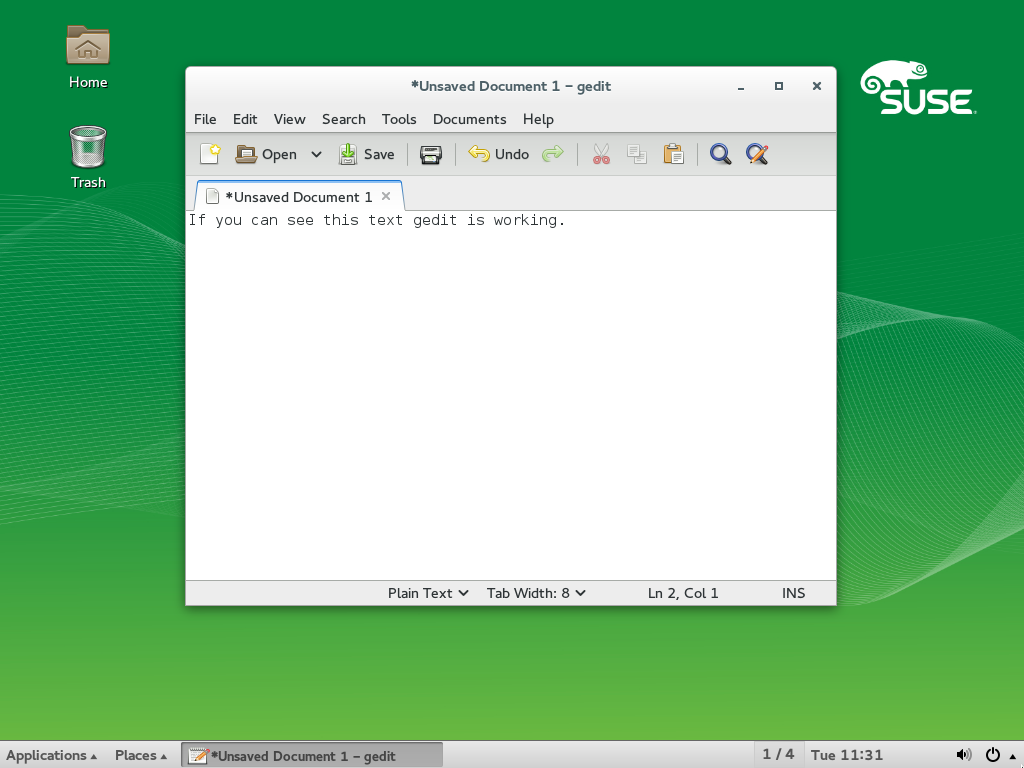 Home
Trash
SUSE
*Unsaved Document 1 – gedit
File Edit View Search Tools Documents Help
Open Save Undo
*Unsaved Document 1
If you can see this text gedit is working.
Plain Text Tab Width: 8 Ln 2, Col 1 INS
Applications Places *Unsaved Document 1 – gedit 1 / 4 Tue 11:31